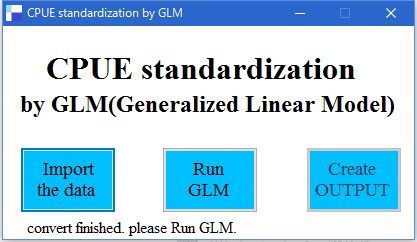 CPUE standardization by GLM
CPUE standardization
by GLM(Generalized Linear Model)
Import
the data
Run
GLM
Create
OUTPUT
convert finished. please Run GLM.